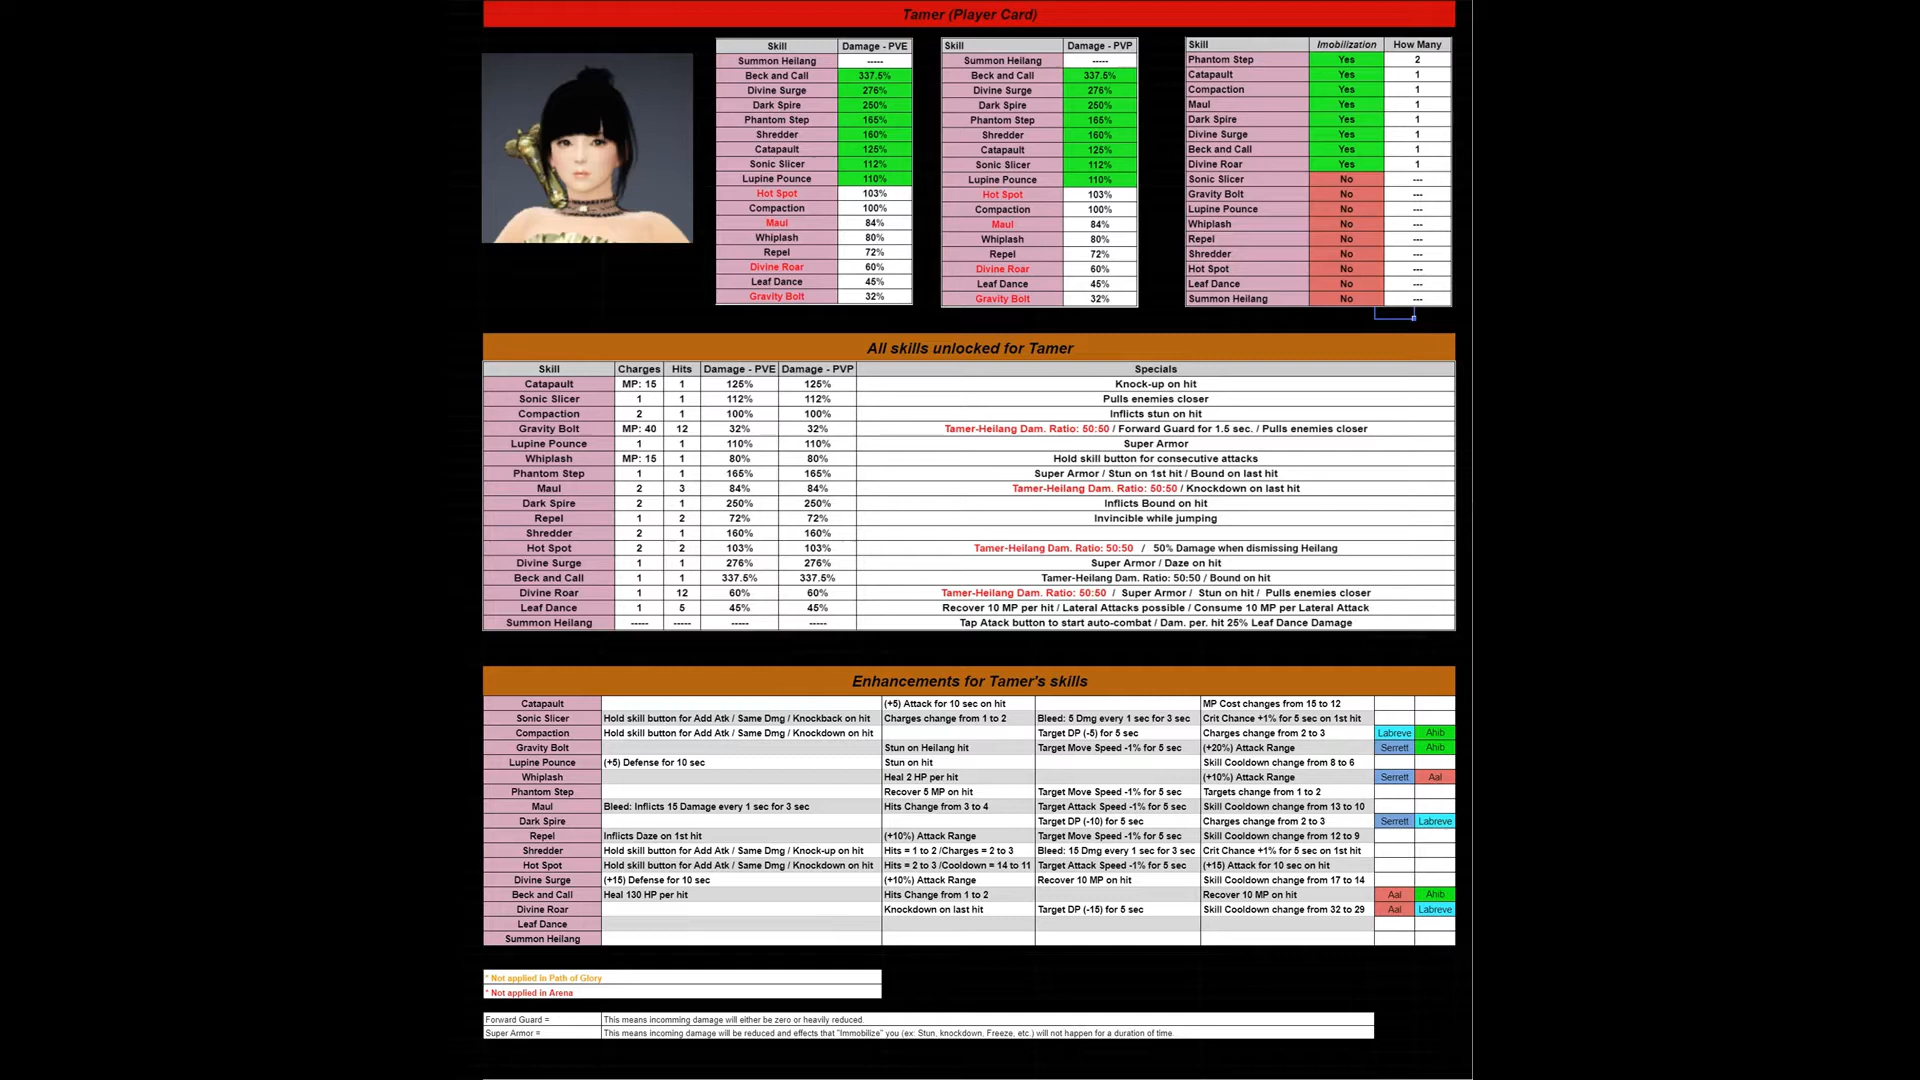 Tamer (Player Card)
Skill Damage - PVE
Summon Heilang -----
Beck and Call 337.5%
Divine Surge 276%
Dark Spire 250%
Phantom Step 165%
Shredder 160%
Catapault 125%
Sonic Slicer 112%
Lupine Pounce 110%
Hot Spot 103%
Compaction 100%
Maul 84%
Whiplash 80%
Repel 72%
Divine Roar 60%
Leaf Dance 45%
Gravity Bolt 32%
Skill Damage - PVP
Summon Heilang -----
Beck and Call 337.5%
Divine Surge 276%
Dark Spire 250%
Phantom Step 165%
Shredder 160%
Catapault 125%
Sonic Slicer 112%
Lupine Pounce 110%
Hot Spot 103%
Compaction 100%
Maul 84%
Whiplash 80%
Repel 72%
Divine Roar 60%
Leaf Dance 45%
Gravity Bolt 32%
Skill Imobilization How Many
Phantom Step Yes 2
Catapault Yes 1
Compaction Yes 1
Maul Yes 1
Dark Spire Yes 1
Divine Surge Yes 1
Beck and Call Yes 1
Divine Roar Yes 1
Sonic Slicer No ---
Gravity Bolt No ---
Lupine Pounce No ---
Whiplash No ---
Repel No ---
Shredder No ---
Hot Spot No ---
Leaf Dance No ---
Summon Heilang No ---
All skills unlocked for Tamer
Skill Charges Hits Damage - PVE Damage - PVP Specials
Catapault MP: 15 1 125% 125% Knock-up on hit
Sonic Slicer 1 1 112% 112% Pulls enemies closer
Compaction 2 1 100% 100% Inflicts stun on hit
Gravity Bolt MP: 40 12 32% 32% Tamer-Heilang Dam. Ratio: 50:50 / Forward Guard for 1.5 sec. / Pulls enemies closer
Lupine Pounce 1 1 110% 110% Super Armor
Whiplash MP: 15 1 80% 80% Hold skill button for consecutive attacks
Phantom Step 1 1 165% 165% Super Armor / Stun on 1st hit / Bound on last hit
Maul 2 3 84% 84% Tamer-Heilang Dam. Ratio: 50:50 / Knockdown on last hit
Dark Spire 2 1 250% 250% Inflicts Bound on hit
Repel 1 2 72% 72% Invincible while jumping
Shredder 2 1 160% 160%
Hot Spot 2 2 103% 103% Tamer-Heilang Dam. Ratio: 50:50 / 50% Damage when dismissing Heilang
Divine Surge 1 1 276% 276% Super Armor / Daze on hit
Beck and Call 1 1 337.5% 337.5% Tamer-Heilang Dam. Ratio: 50:50 / Bound on hit
Divine Roar 1 12 60% 60% Tamer-Heilang Dam. Ratio: 50:50 / Super Armor / Stun on hit / Pulls enemies closer
Leaf Dance 1 5 45% 45% Recover 10 MP per hit / Lateral Attacks possible / Consume 10 MP per Lateral Attack
Summon Heilang ----- ----- ----- ----- Tap Atack button to start auto-combat / Dam. per. hit 25% Leaf Dance Damage
Enhancements for Tamer's skills
Catapault (+5) Attack for 10 sec on hit MP Cost changes from 15 to 12
Sonic Slicer Hold skill button for Add Atk / Same Dmg / Knockback on hit Charges change from 1 to 2 Bleed: 5 Dmg every 1 sec for 3 sec Crit Chance +1% for 5 sec on 1st hit
Compaction Hold skill button for Add Atk / Same Dmg / Knockdown on hit Target DP (-5) for 5 sec Charges change from 2 to 3 Labreve Ahib
Gravity Bolt Stun on Heilang hit Target Move Speed -1% for 5 sec (+20%) Attack Range Serrett Ahib
Lupine Pounce (+5) Defense for 10 sec Stun on hit Skill Cooldown change from 8 to 6
Whiplash Heal 2 HP per hit (+10%) Attack Range Serrett Aal
Phantom Step Recover 5 MP on hit Target Move Speed -1% for 5 sec Targets change from 1 to 2
Maul Bleed: Inflicts 15 Damage every 1 sec for 3 sec Hits Change from 3 to 4 Target Attack Speed -1% for 5 sec Skill Cooldown change from 13 to 10
Dark Spire Target DP (-10) for 5 sec Charges change from 2 to 3 Serrett Labreve
Repel Inflicts Daze on 1st hit (+10%) Attack Range Target Move Speed -1% for 5 sec Skill Cooldown change from 12 to 9
Shredder Hold skill button for Add Atk / Same Dmg / Knock-up on hit Hits = 1 to 2 /Charges = 2 to 3 Bleed: 15 Dmg every 1 sec for 3 sec Crit Chance +1% for 5 sec on 1st hit
Hot Spot Hold skill button for Add Atk / Same Dmg / Knockdown on hit Hits = 2 to 3 /Cooldown = 14 to 11 Target Attack Speed -1% for 5 sec (+15) Attack for 10 sec on hit
Divine Surge (+15) Defense for 10 sec (+10%) Attack Range Recover 10 MP on hit Skill Cooldown change from 17 to 14
Beck and Call Heal 130 HP per hit Hits Change from 1 to 2 Recover 10 MP on hit Aal Ahib
Divine Roar Knockdown on last hit Target DP (-15) for 5 sec Skill Cooldown change from 32 to 29 Aal Labreve
Leaf Dance
Summon Heilang
* Not applied in Path of Glory
* Not applied in Arena
Forward Guard = This means incomming damage will either be zero or heavily reduced.
Super Armor = This means incoming damage will be reduced and effects that "Immobilize" you (ex: Stun, knockdown, Freeze, etc.) will not happen for a duration of time.